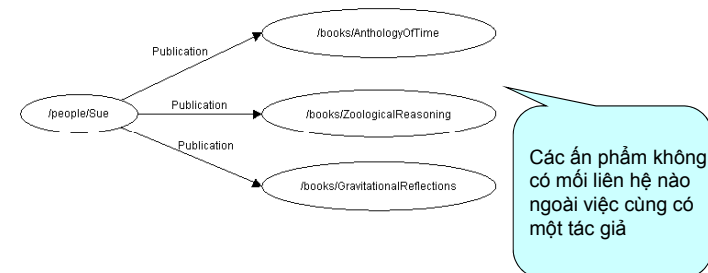 /books/AnthologyOfTime
Publication
/people/Sue
Publication
/books/ZoologicalReasoning
Publication
/books/GravitationalReflections
Các ấn phẩm không
có mối liên hệ nào
ngoài việc cùng có
một tác giả